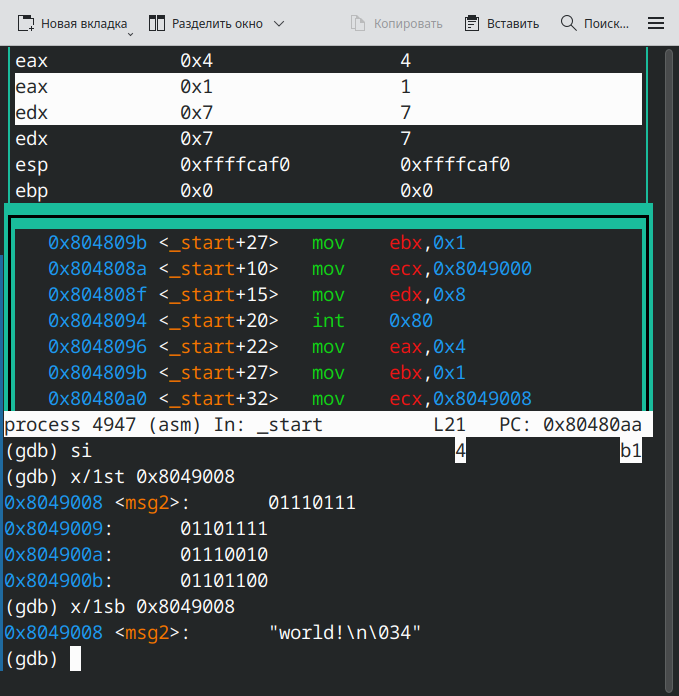 Новая вкладка Разделить окно Копировать Вставить Поиск...
eax 0x4 4
eax 0x1 1
edx 0x7 7
edx 0x7 7
esp 0xffffcaf0 0xffffcaf0
ebp 0x0 0x0
0x804809b <_start+27> mov ebx,0x1
0x804808a <_start+10> mov ecx,0x8049000
0x804808f <_start+15> mov edx,0x8
0x8048094 <_start+20> int 0x80
0x8048096 <_start+22> mov eax,0x4
0x804809b <_start+27> mov ebx,0x1
0x80480a0 <_start+32> mov ecx,0x8049008
process 4947 (asm) In: _start L21 PC: 0x80480aa
(gdb) si 4 b1
(gdb) x/1st 0x8049008
0x8049008 <msg2>: 01110111
0x8049009: 01101111
0x804900a: 01110010
0x804900b: 01101100
(gdb) x/1sb 0x8049008
0x8049008 <msg2>: "world!\n\034"
(gdb)